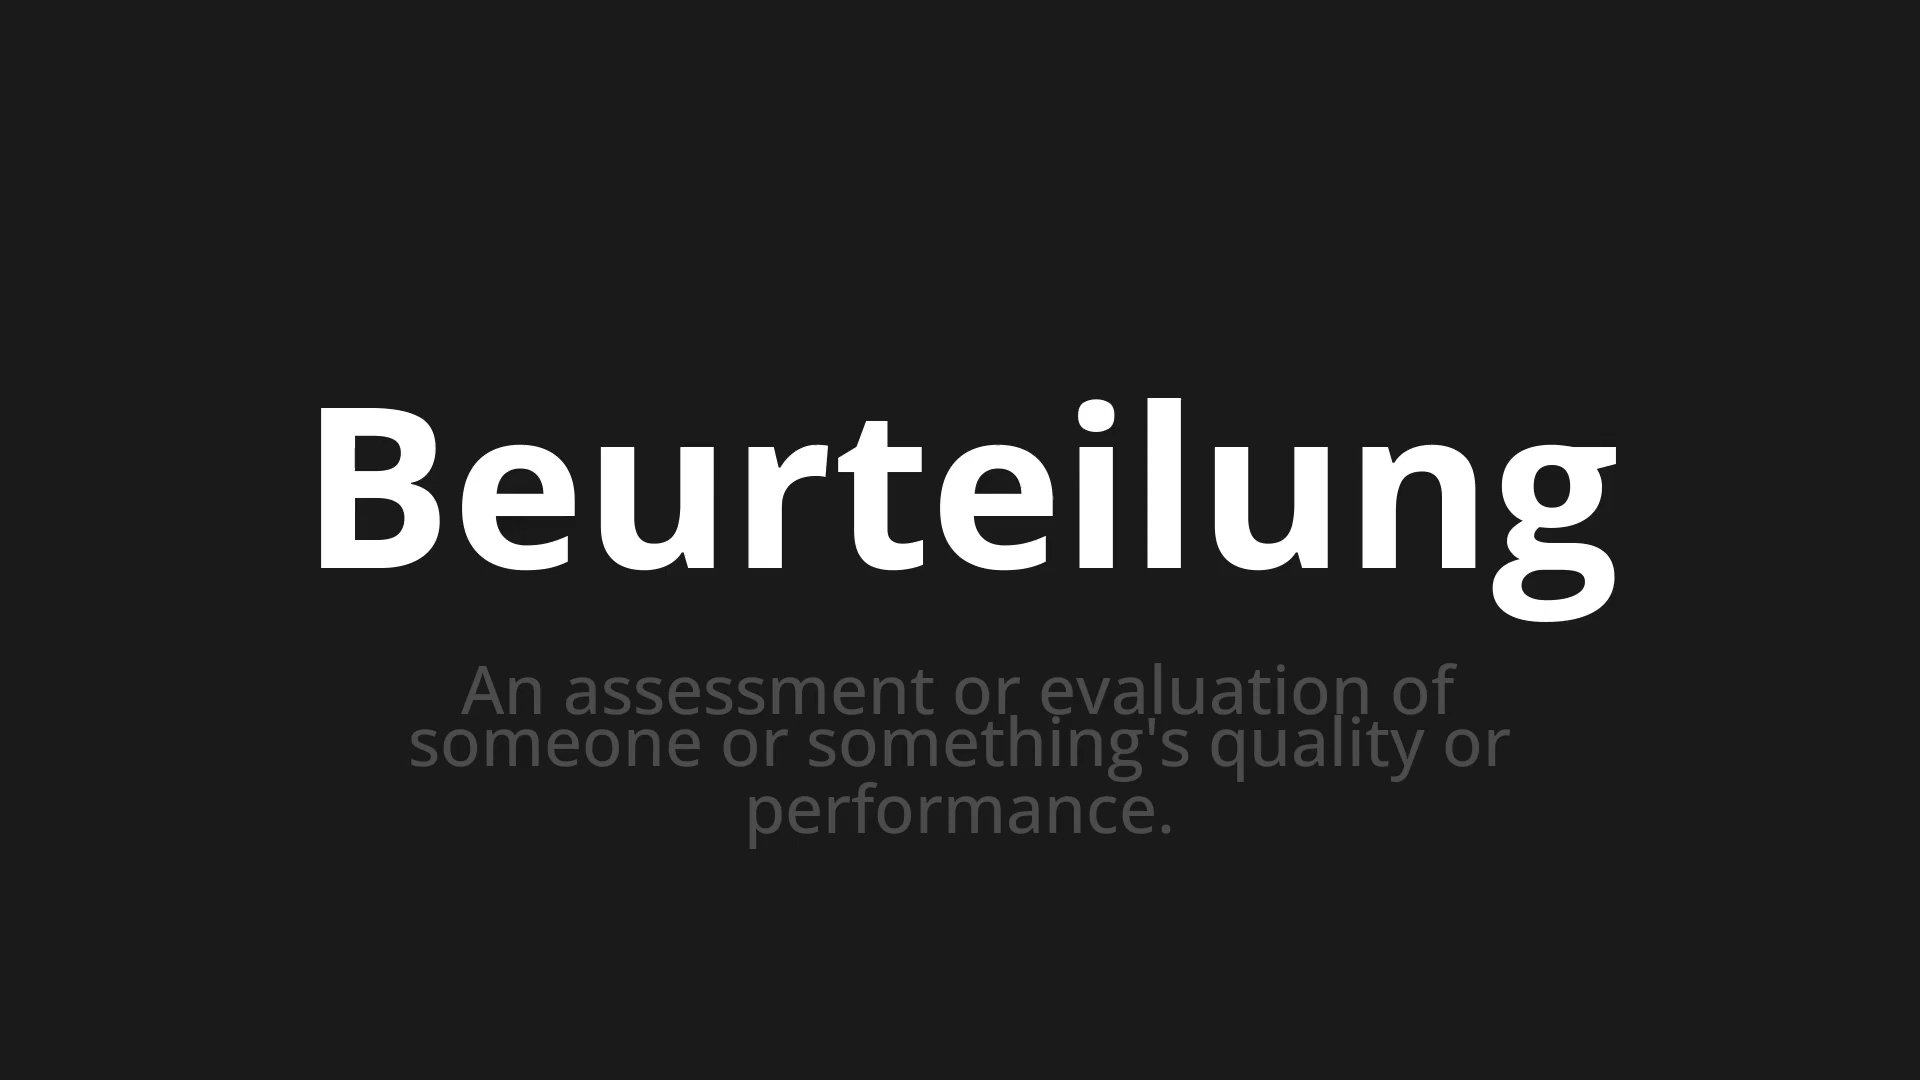 Beurteilung
An assessment or evaluation of
someone or something's quality or
performance.